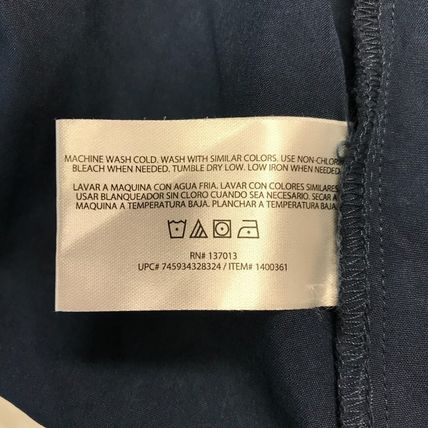 MACHINE WASH COLD. WASH WITH SIMILAR COLORS. USE NON-CHLOR
BLEACH WHEN NEEDED. TUMBLE DRY LOW. LOW IRON WHEN NEEDED.
LAVAR A MAQUINA CON AGUA FRIA. LAVAR CON COLORES SIMILARES
USAR BLANQUEADOR SIN CLORO CUANDO SEA NECESARIO. SECAR A
MAQUINA A TEMPERATURA BAJA. PLANCHAR A TEMPERATURA BAJA
RN# 137013
UPC# 745934328324 / ITEM# 1400361